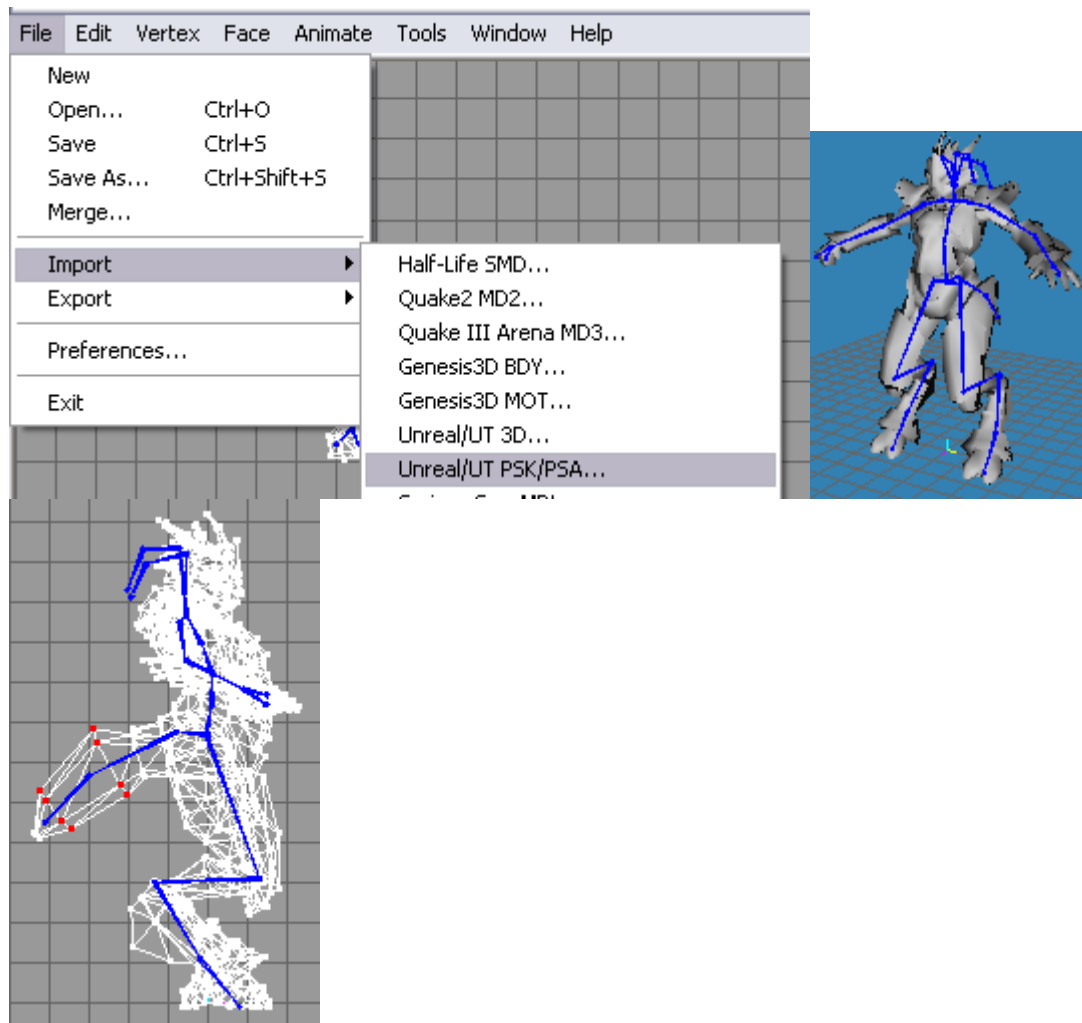 File Edit Vertex Face Animate Tools Window Help
New
Open... Ctrl+O
Save Ctrl+S
Save As... Ctrl+Shift+S
Merge...
Import
Export
Preferences...
Exit
Half-Life SMD...
Quake2 MD2...
Quake III Arena MD3...
Genesis3D BDY...
Genesis3D MOT...
Unreal/UT 3D...
Unreal/UT PSK/PSA...